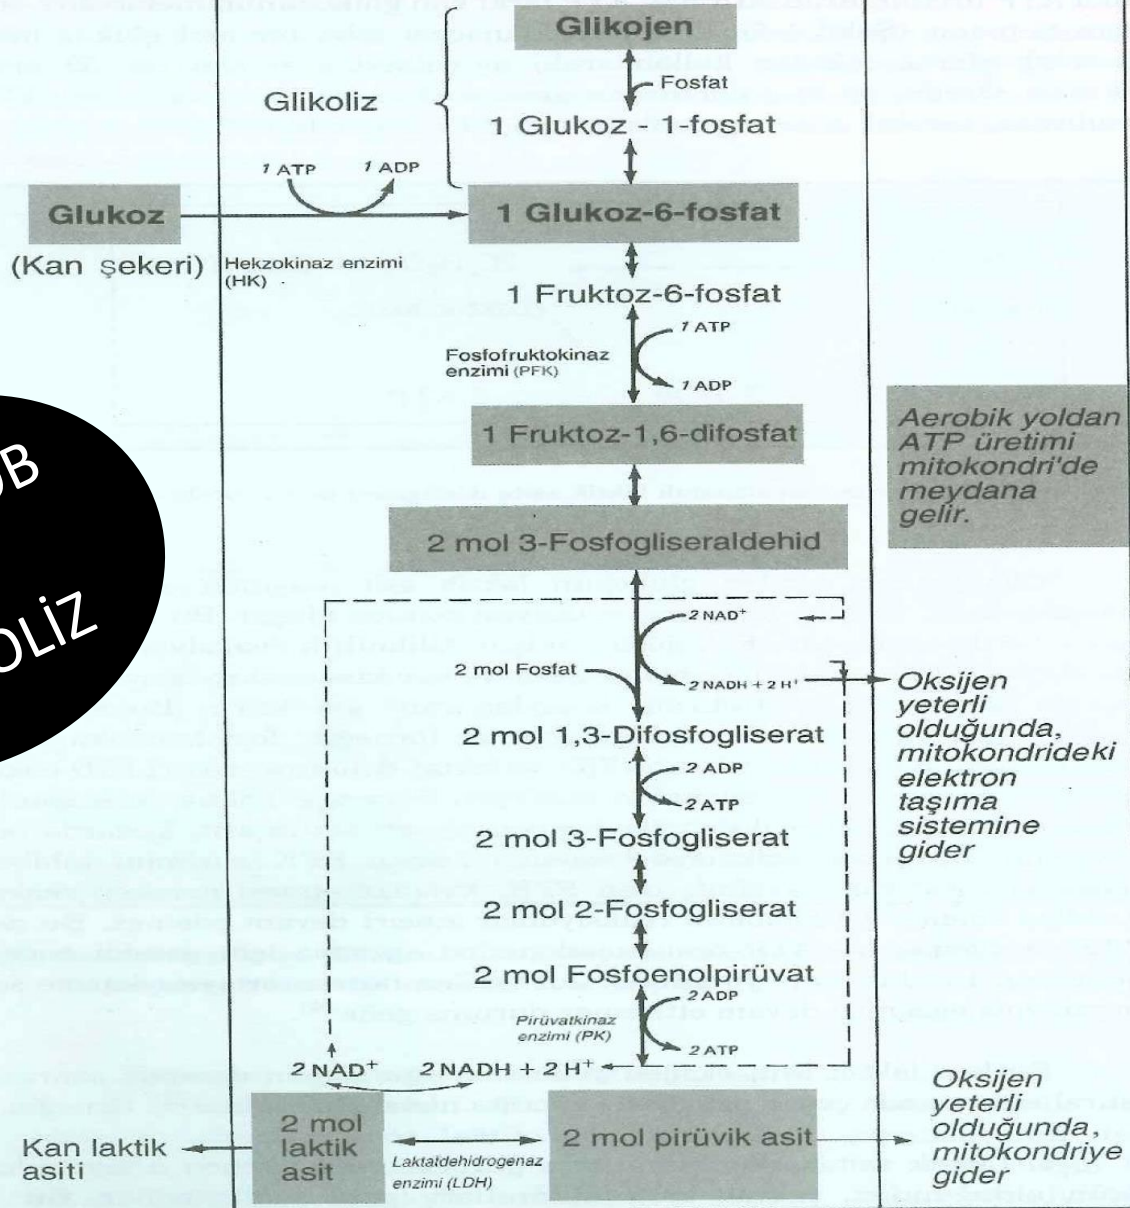 Glikojen
Fosfat
Glikoliz
1 Glukoz - 1-fosfat
1 ATP
1 ADP
Glukoz
1 Glukoz-6-fosfat
(Kan şekeri)
Hekzokinaz enzimi
(HK)
1 Fruktoz-6-fosfat
1 ATP
Fosfofruktokinaz
enzimi (PFK)
1 ADP
1 Fruktoz-1,6-difosfat
Aerobik yoldan
ATP üretimi
mitokondri'de
meydana
gelir.
OB
OLİZ
2 mol 3-Fosfogliseraldehid
2 NAD+
2 mol Fosfat
2 NADH + 2 H+
Oksijen
yeterli
olduğunda,
mitokondrideki
elektron
taşıma
sistemine
gider
2 mol 1,3-Difosfogliserat
2 ADP
2 ATP
2 mol 3-Fosfogliserat
2 mol 2-Fosfogliserat
2 mol Fosfoenolpirüvat
2 ADP
Pirüvatkinaz
enzimi (PK)
2 ATP
2 NAD+
2 NADH + 2 H+
Kan laktik
asiti
2 mol
laktik
asit
Laktatdehidrogenaz
enzimi (LDH)
2 mol pirüvik asit
Oksijen
yeterli
olduğunda,
mitokondriye
gider